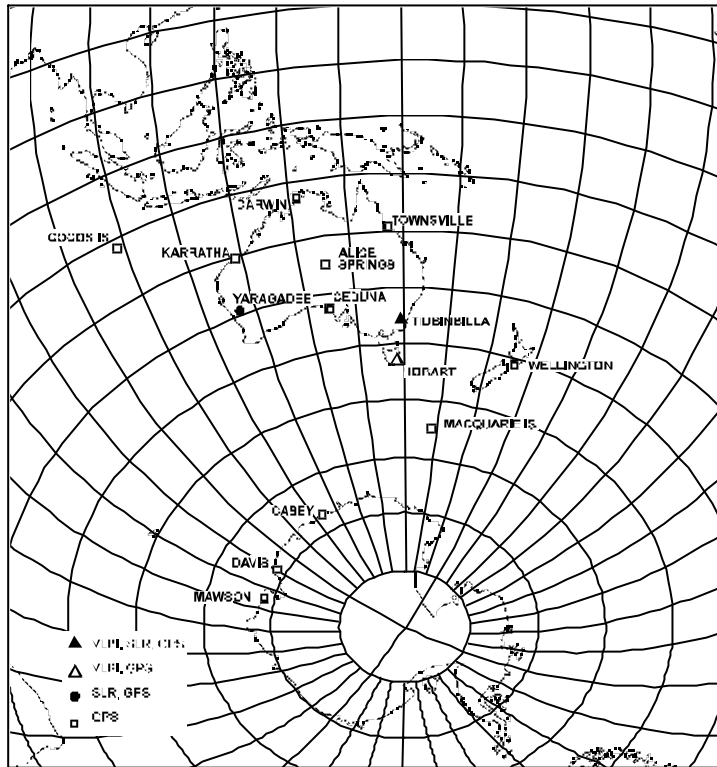 DARWIN
TOWNSVILLE
COCOS IS
KARRATHA
ALICE
SPRINGS
YARAGADEE
CEDUNA
TIDBINBILLA
WELLINGTON
HOBART
MACQUARIE IS
CASEY
DAVIS
MAWSON
VLBI, SLR, GPS
VLBI, GPS
SLR, GPS
GPS